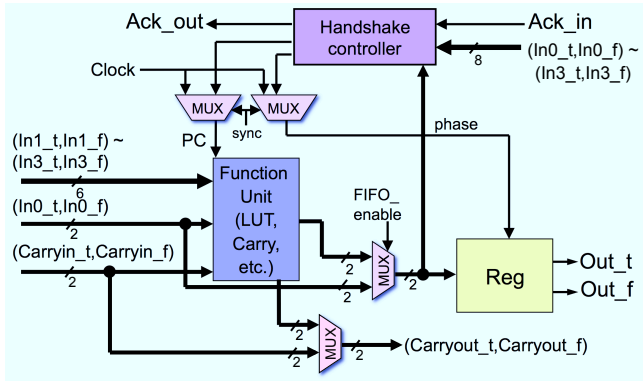 Ack_out
Handshake
controller
Ack_in
(In0_t,In0_f) ~
(In3_t,In3_f)
8
Clock
MUX
MUX
sync
PC
phase
(In1_t,In1_f) ~
(In3_t,In3_f)
6
Function
Unit
(LUT,
Carry,
etc.)
FIFO_
enable
(In0_t,In0_f)
2
(Carryin_t,Carryin_f)
2
2
2
MUX
2
Reg
Out_t
Out_f
2
2
MUX
2
(Carryout_t,Carryout_f)